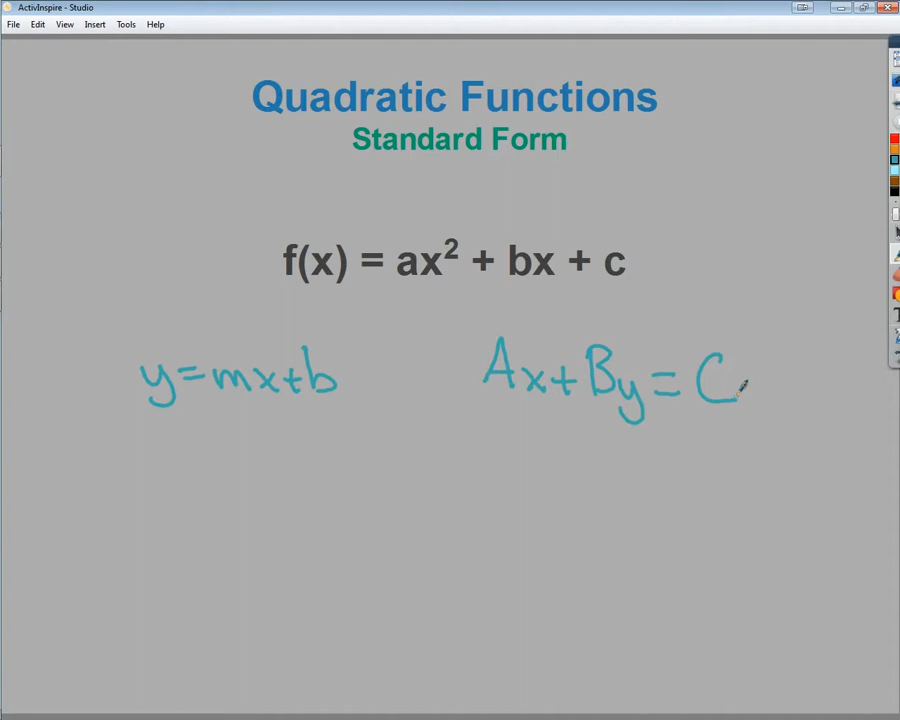 ActivInspire - Studio
File Edit View Insert Tools Help
Quadratic Functions
Standard Form
f(x) = ax² + bx + c
y=mx+b Ax+By=C